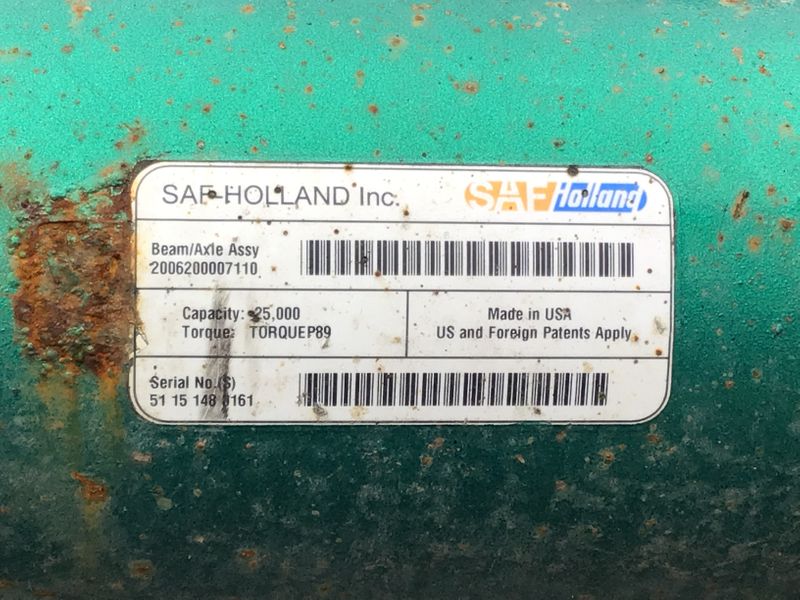 SAF-HOLLAND Inc.
SAF Holland
Beam/Axle Assy
2006200007110
Capacity: 25,000
Torque: TORQUEP89
Made in USA
US and Foreign Patents Apply
Serial No.(S)
51 15 148 0161